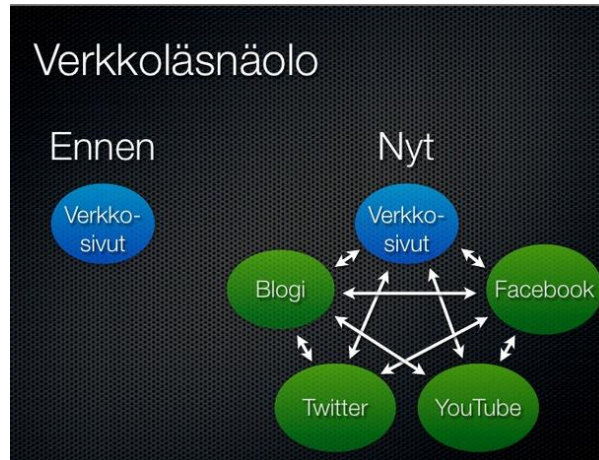 Verkkoläsnäolo
Ennen
Nyt
Verkko-
sivut
Verkko-
sivut
Blogi
Facebook
Twitter
YouTube